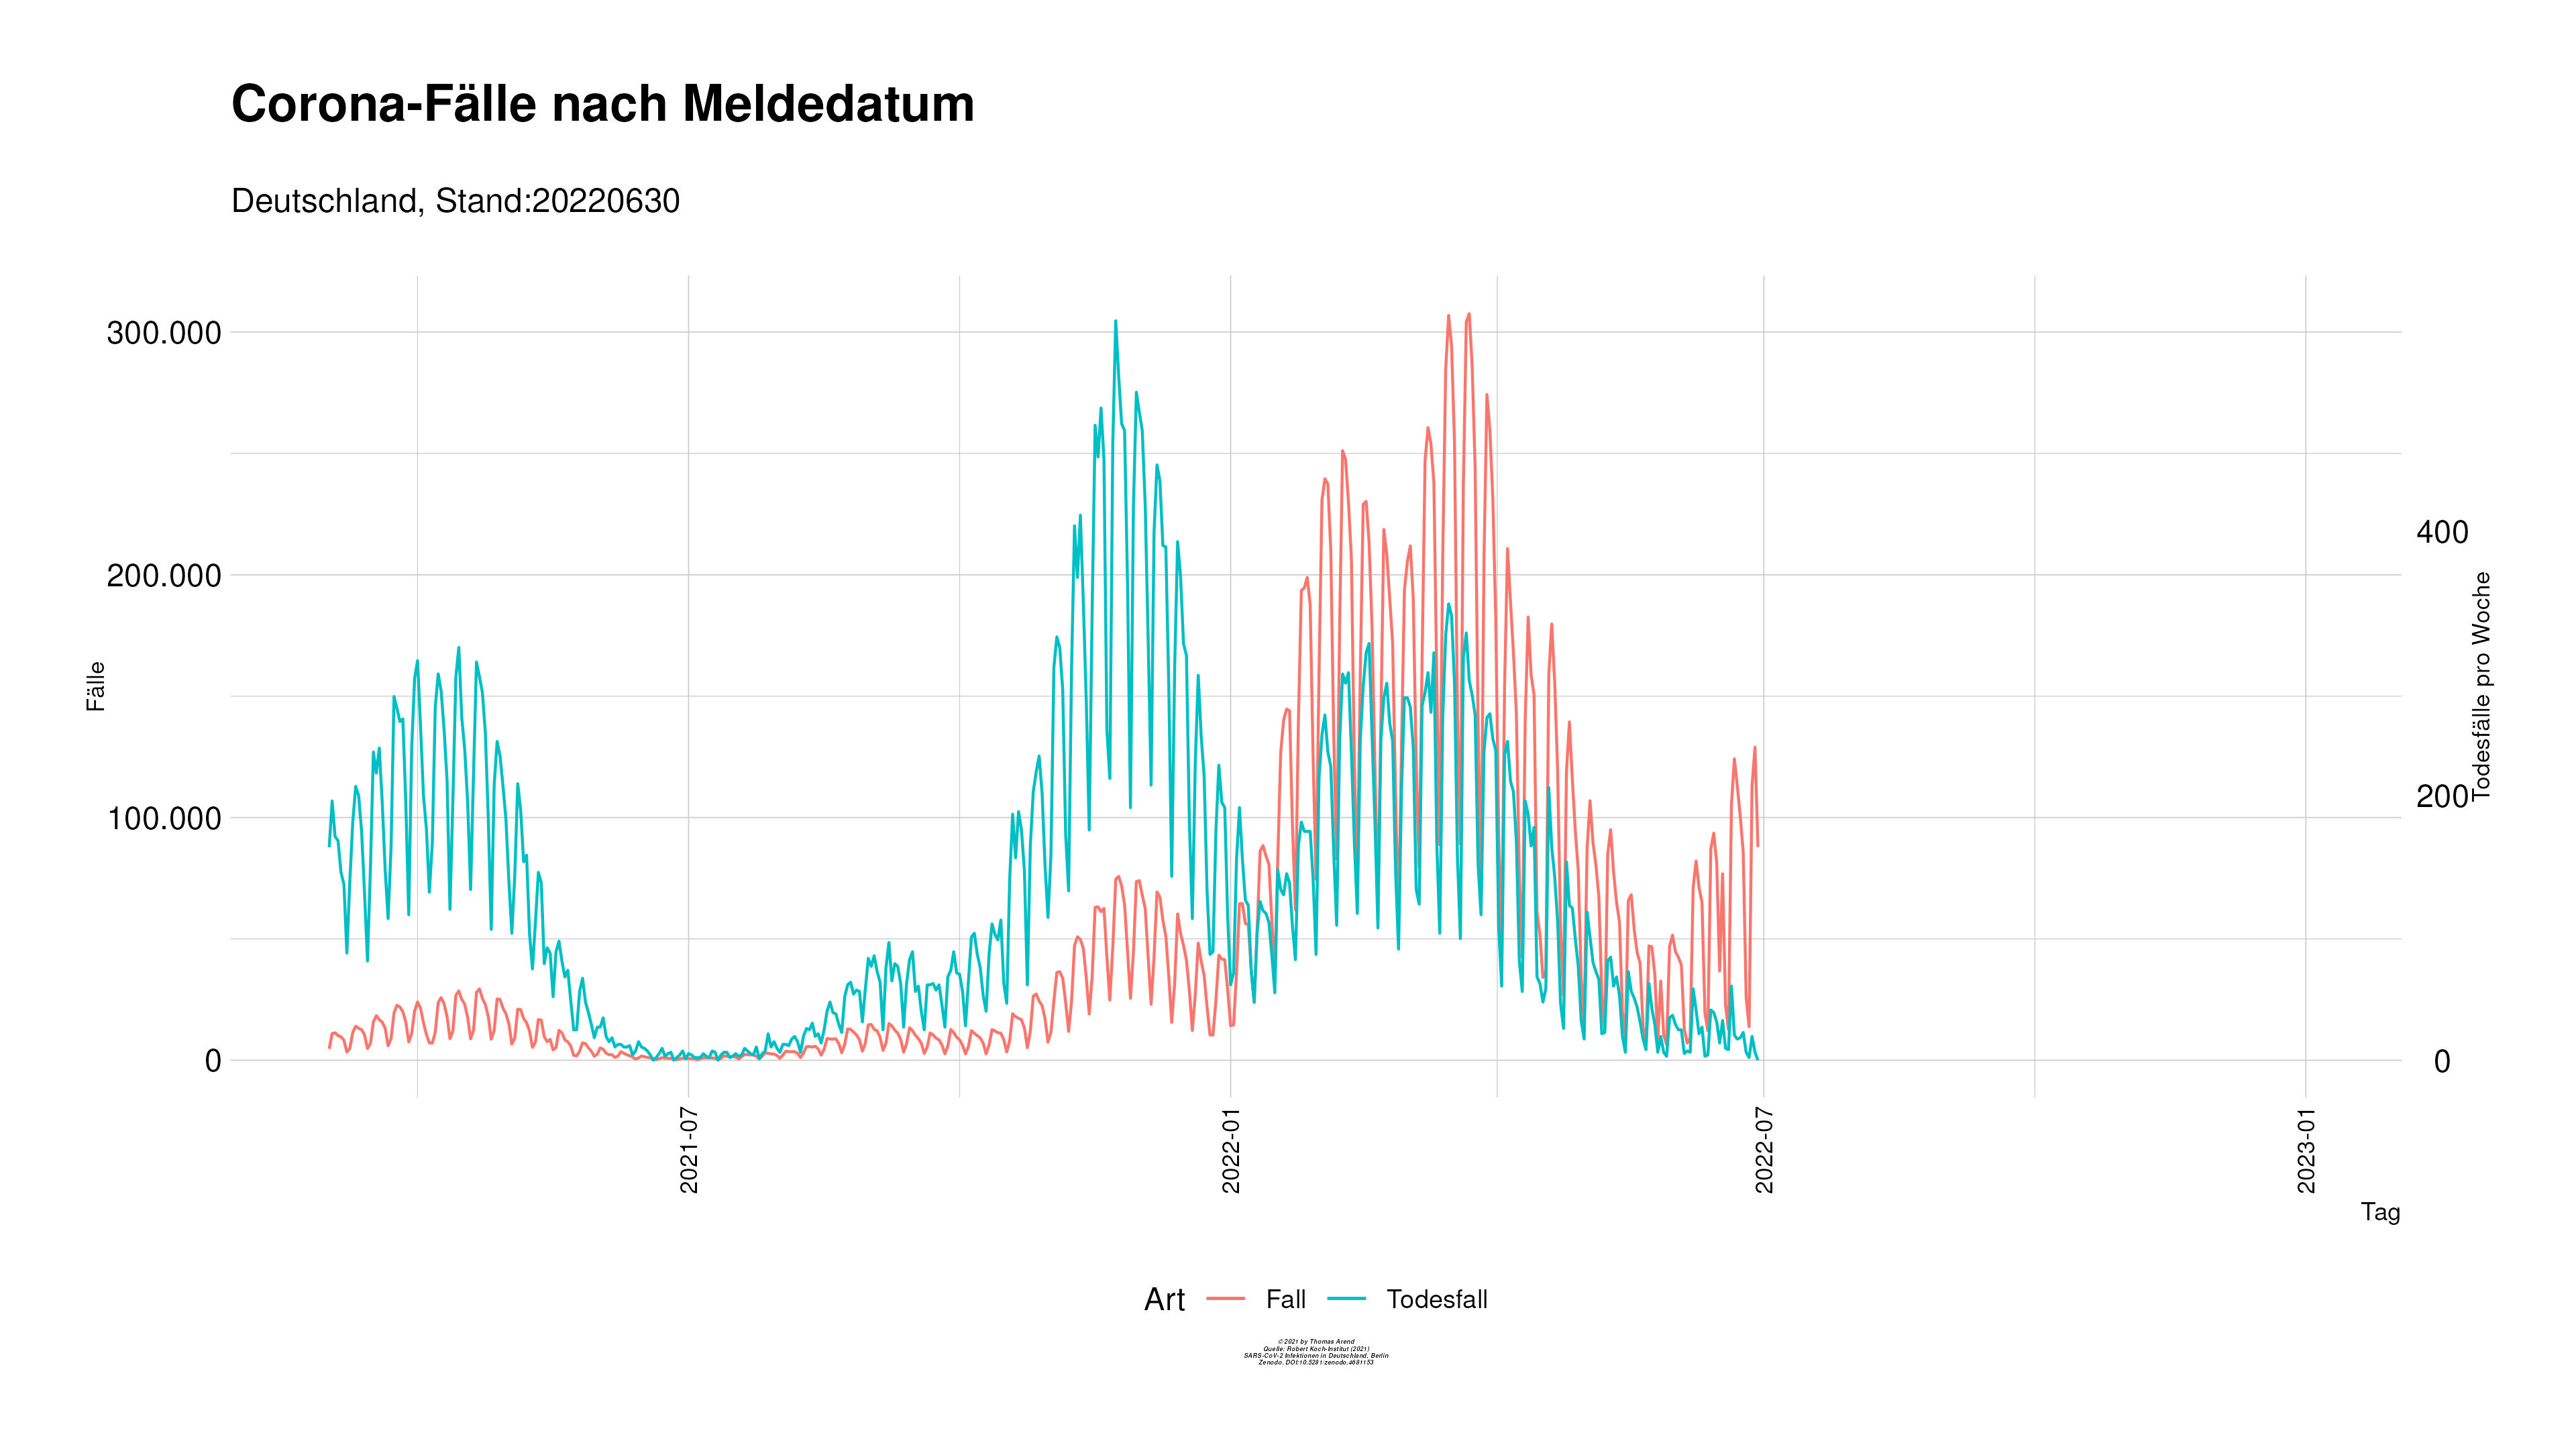 Corona-Fälle nach Meldedatum
Deutschland, Stand:20220630
300.000
200.000
100.000
0
Fälle
400
200
0
Todesfälle pro Woche
2021-07
2022-01
2022-07
2023-01
Tag
Art
Fall
Todesfall
© 2021 by Thomas Arend
Quelle: Robert Koch-Institut (2021)
SARS-CoV-2 Infektionen in Deutschland, Berlin
Zenodo. DOI:10.5281/zenodo.4681153